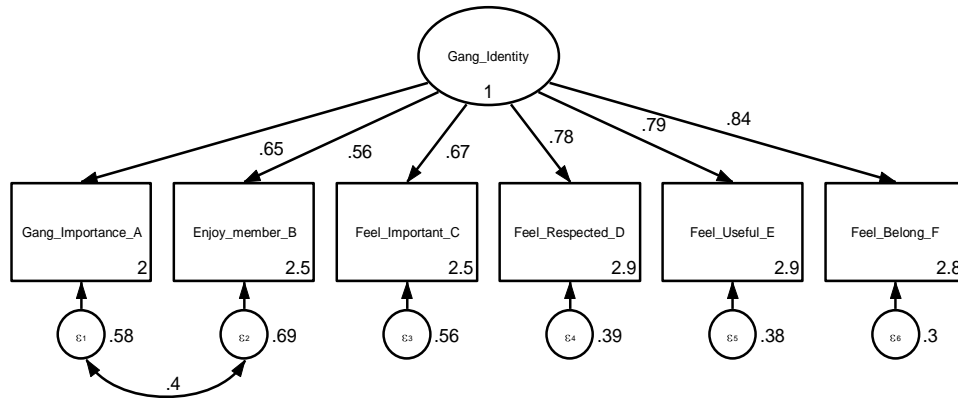 Gang_Identity
1
.65
.56
.67
.78
.79
.84
Gang_Importance_A
2
Enjoy_member_B
2.5
Feel_Important_C
2.5
Feel_Respected_D
2.9
Feel_Useful_E
2.9
Feel_Belong_F
2.8
ε1
.58
ε2
.69
ε3
.56
ε4
.39
ε5
.38
ε6
.3
.4